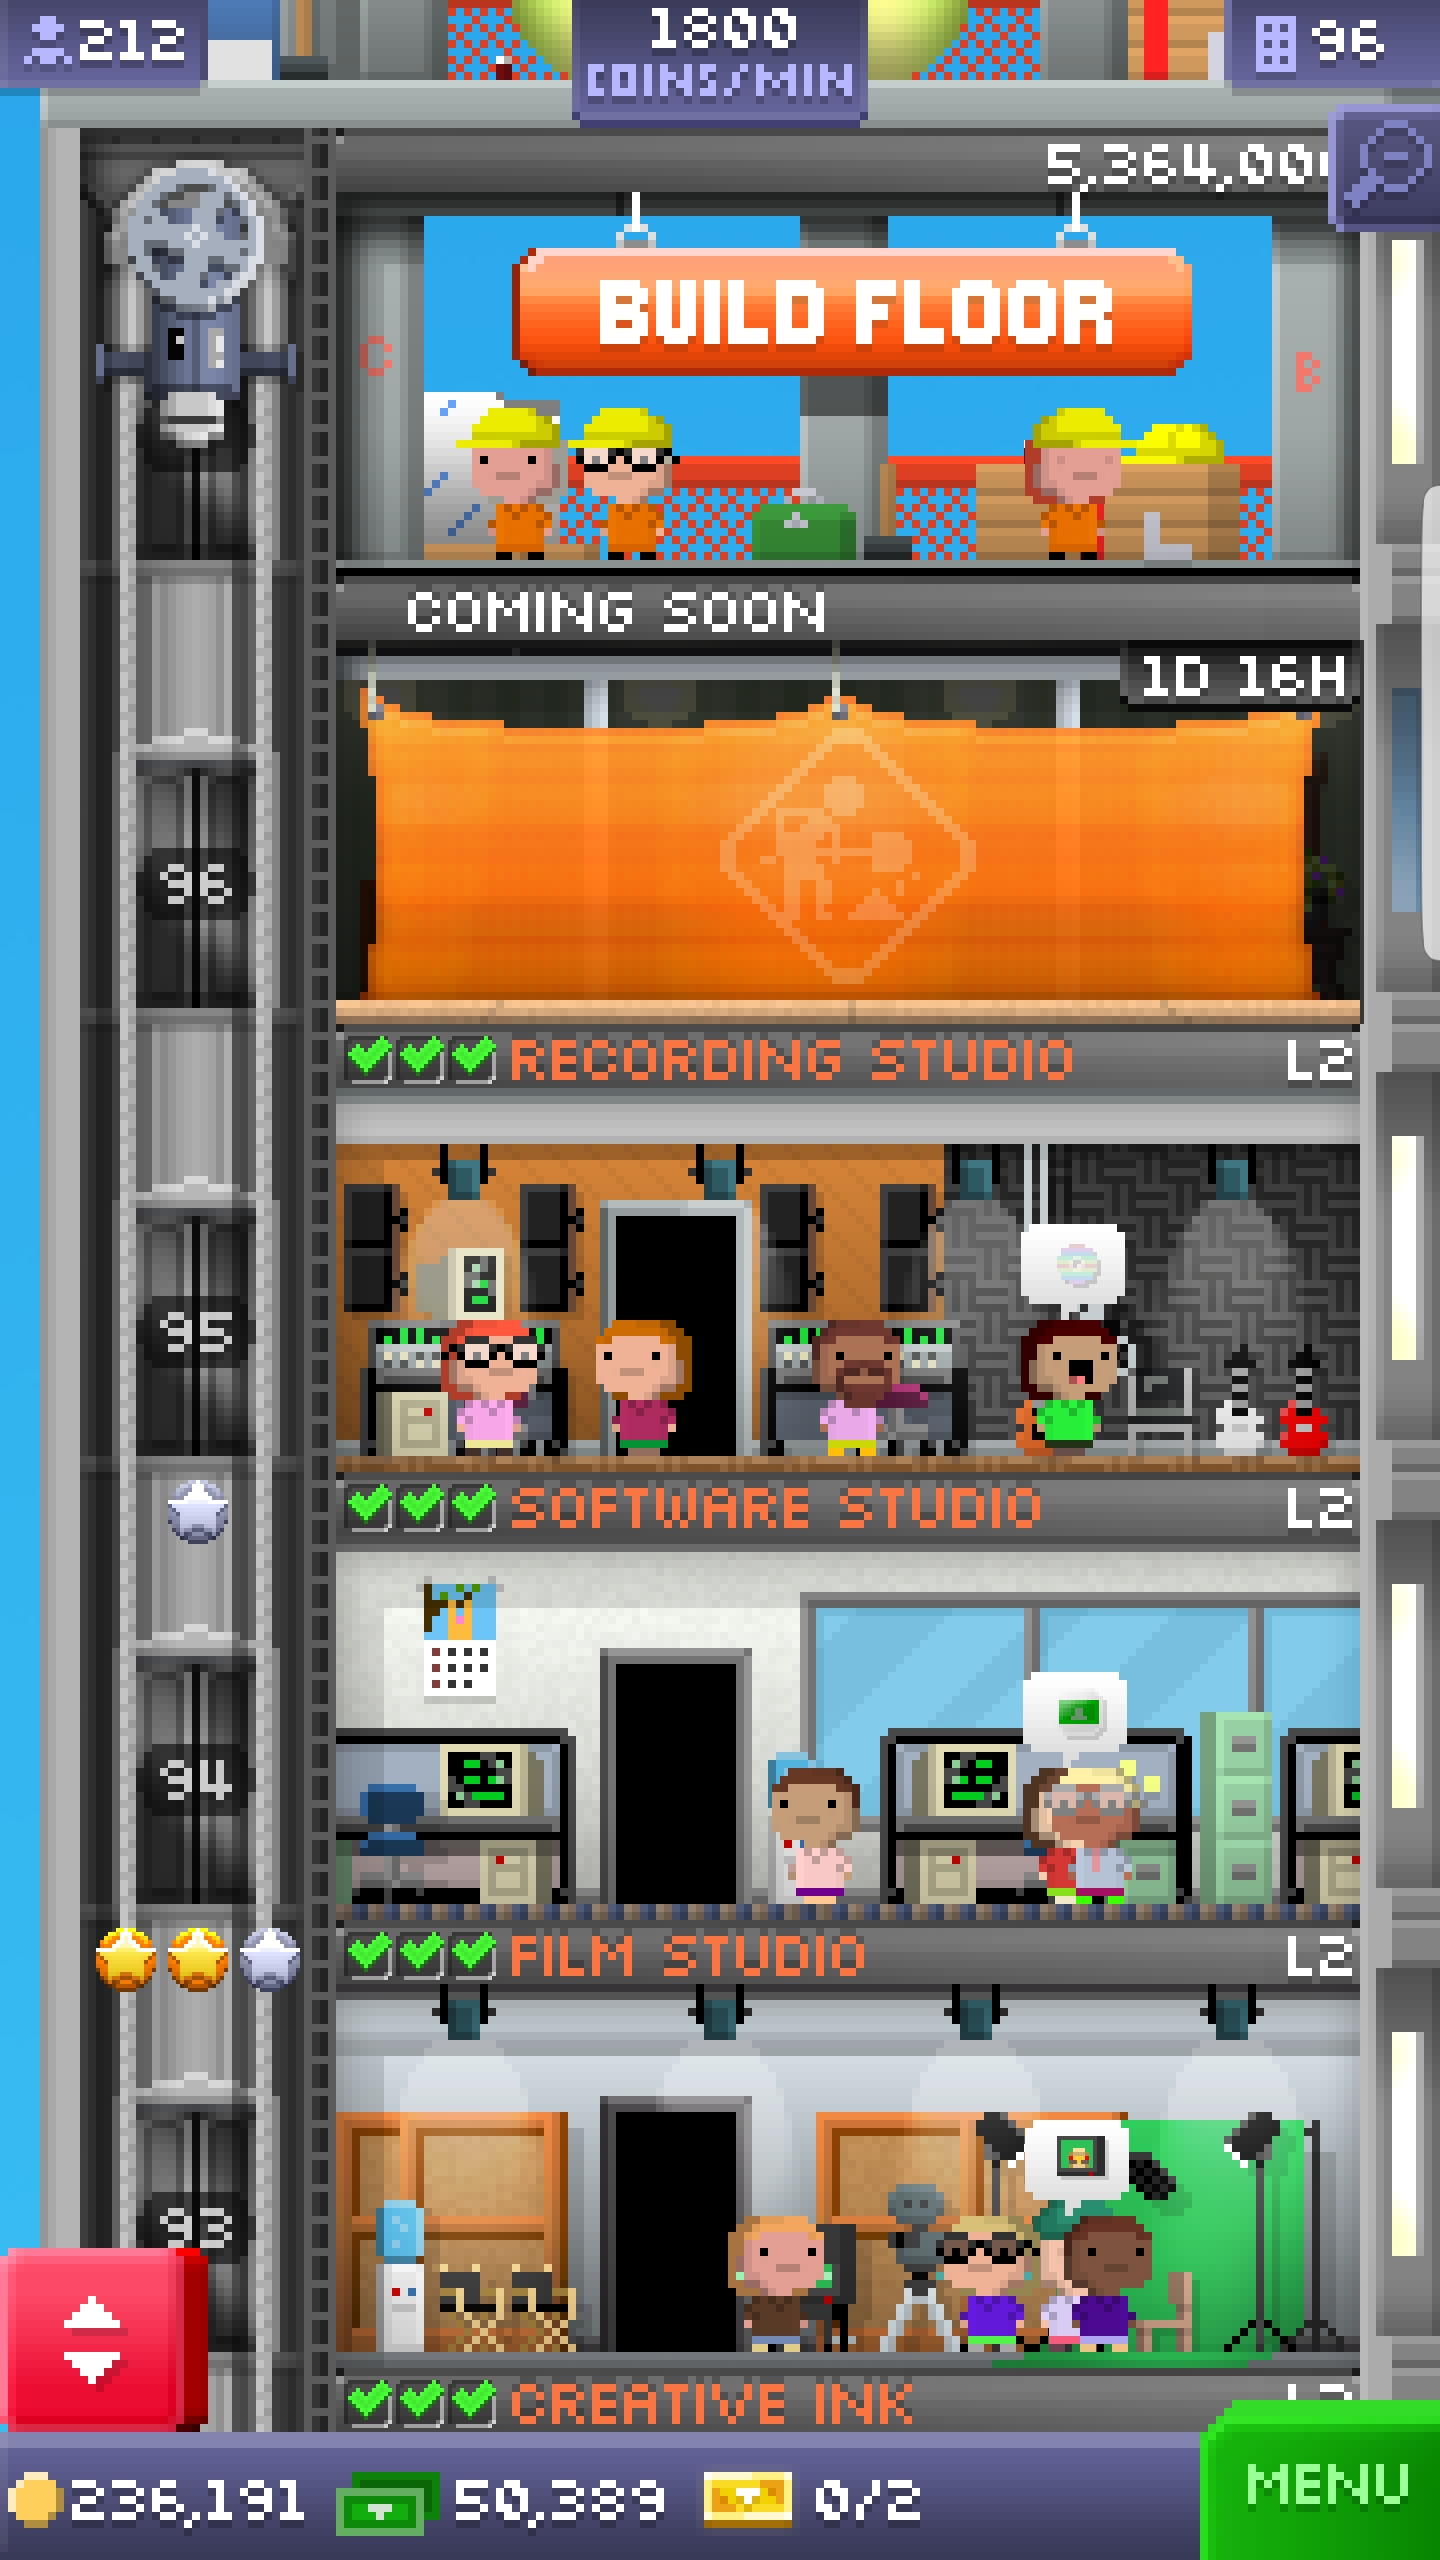 212
1800
COINS/MIN
96
5,364,00
BUILD FLOOR
C
B
COMING SOON
1D 16H
96
RECORDING STUDIO
L2
95
SOFTWARE STUDIO
L2
94
FILM STUDIO
L2
93
CREATIVE INK
L2
236,191
50,389
0/2
MENU